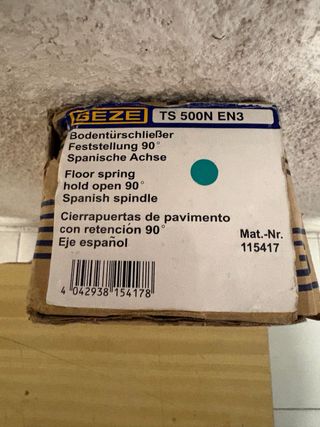 GEZE TS 500N EN3
Bodentürschließer
Feststellung 90°
Spanische Achse
Floor spring
hold open 90°
Spanish spindle
Cierrapuertas de pavimento
con retención 90°
Eje español
Mat.-Nr.
115417
4 042938 154178